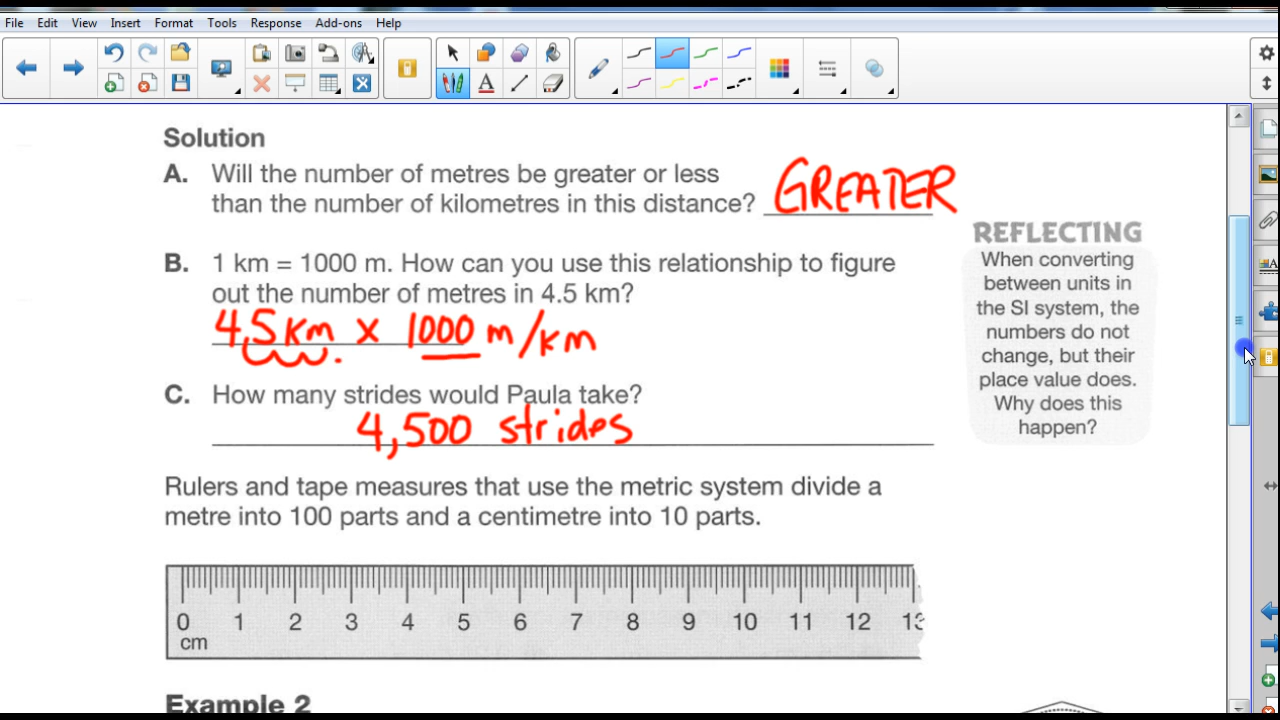 File Edit View Insert Format Tools Response Add-ons Help
Solution
A. Will the number of metres be greater or less
than the number of kilometres in this distance? GREATER
B. 1 km = 1000 m. How can you use this relationship to figure
out the number of metres in 4.5 km?
4.5 km x 1000 m/km
C. How many strides would Paula take?
4,500 strides
REFLECTING
When converting
between units in
the SI system, the
numbers do not
change, but their
place value does.
Why does this
happen?
Rulers and tape measures that use the metric system divide a
metre into 100 parts and a centimetre into 10 parts.
0 1 2 3 4 5 6 7 8 9 10 11 12 13
cm
Example 2